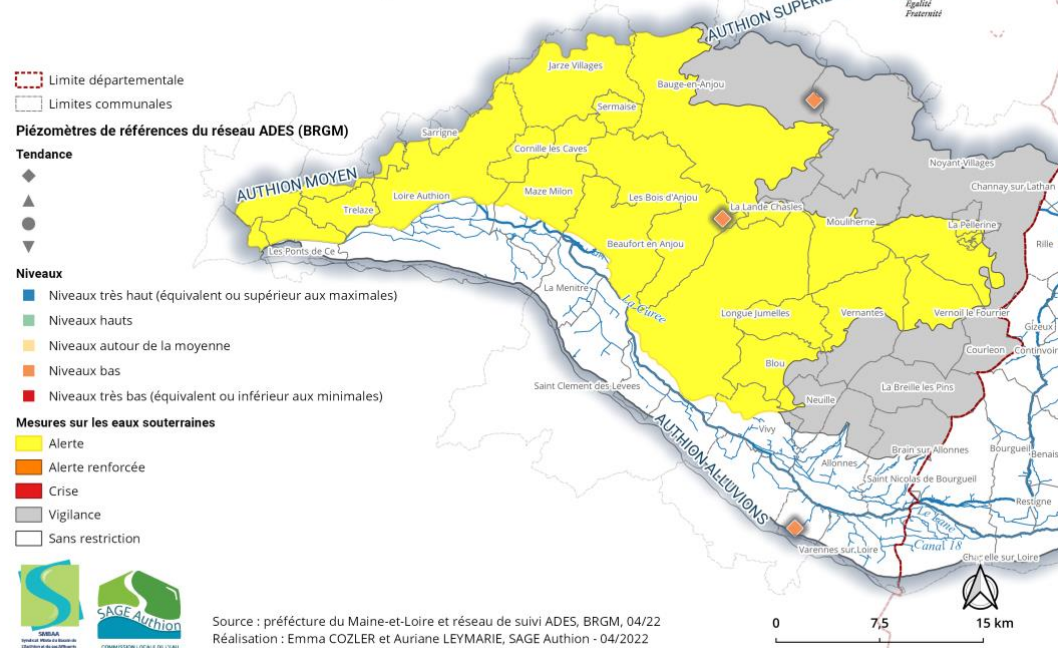 Égalité
Fraternité
AUTHION SUPERIE
Limite départementale
Limites communales
Piézomètres de références du réseau ADES (BRGM)
Tendance
Niveaux
Niveaux très haut (équivalent ou supérieur aux maximales)
Niveaux hauts
Niveaux autour de la moyenne
Niveaux bas
Niveaux très bas (équivalent ou inférieur aux minimales)
Mesures sur les eaux souterraines
Alerte
Alerte renforcée
Crise
Vigilance
Sans restriction
AUTHION MOYEN
Jarze Villages
Bauge-en-Anjou
Sermaise
Sarrigne
Cornille les Caves
Noyant-Villages
Channay sur Lathan
Loire Authion
Maze Milon
Les Bois d'Anjou
La Lande Chasles
Trelaze
Mouliherne
La Pellerine
Rille
Les Ponts de Ce
Beaufort en Anjou
La Menitre
La Curée
Longue Jumelles
Vernantes
Vernoil le Fourrier
Gizeux
Courleon
Continvoir
Blou
Saint Clement des Levees
La Breille les Pins
Neuille
AUTHION ALLUVIONS
Vivy
Brain sur Allonnes
Bourgueil
Benais
Allonnes
Saint Nicolas de Bourgueil
Restigne
Le Lane
Canal 18
Varennes sur Loire
Chapelle sur Loire
SMBAA
SAGE Authion
COMMISSION LOCALE DE L'EAU
Source : préfécture du Maine-et-Loire et réseau de suivi ADES, BRGM, 04/22
Réalisation : Emma COZLER et Auriane LEYMARIE, SAGE Authion - 04/2022
0 7,5 15 km